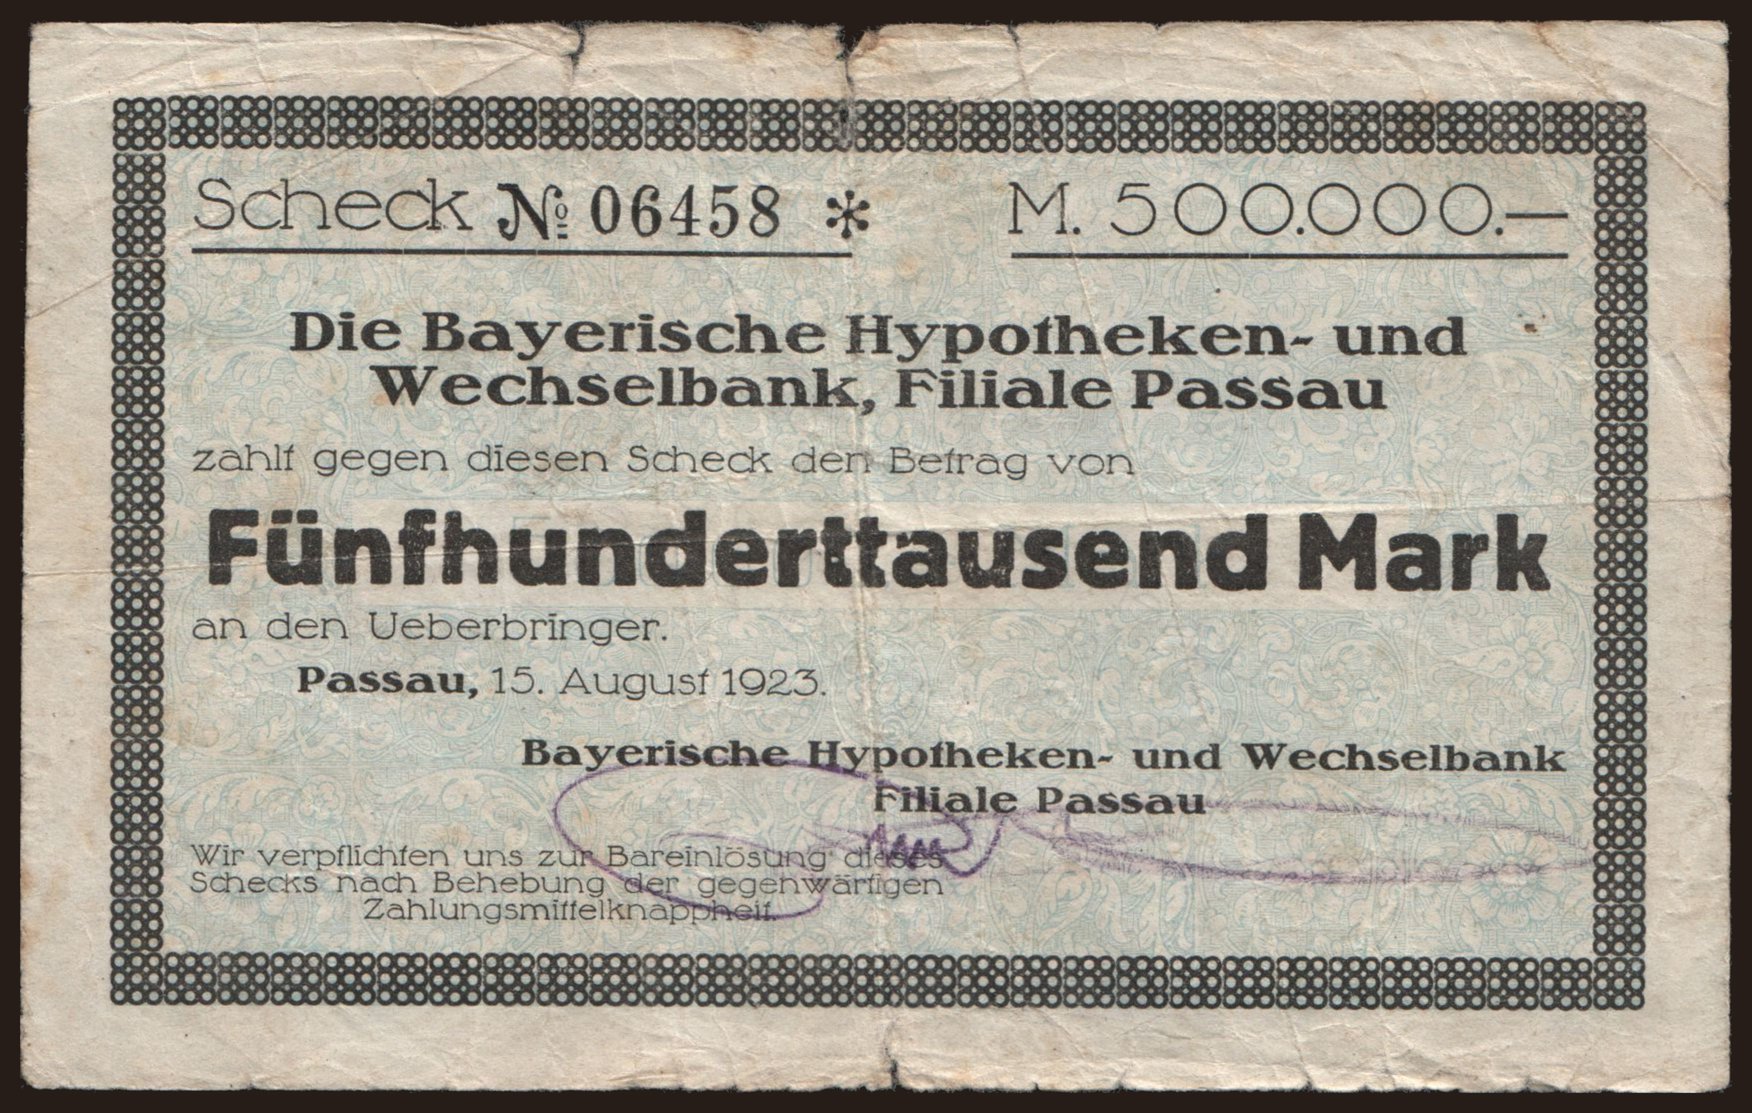 Scheck № 06458 * M. 500.000.—
Die Bayerische Hypotheken- und
Wechselbank, Filiale Passau
zahlt gegen diesen Scheck den Betrag von
Fünfhunderttausend Mark
an den Ueberbringer.
Passau, 15. August 1923.
Bayerische Hypotheken- und Wechselbank
Filiale Passau
Wir verpflichten uns zur Bareinlösung dieses
Schecks nach Behebung der gegenwärtigen
Zahlungsmittelknappheit.